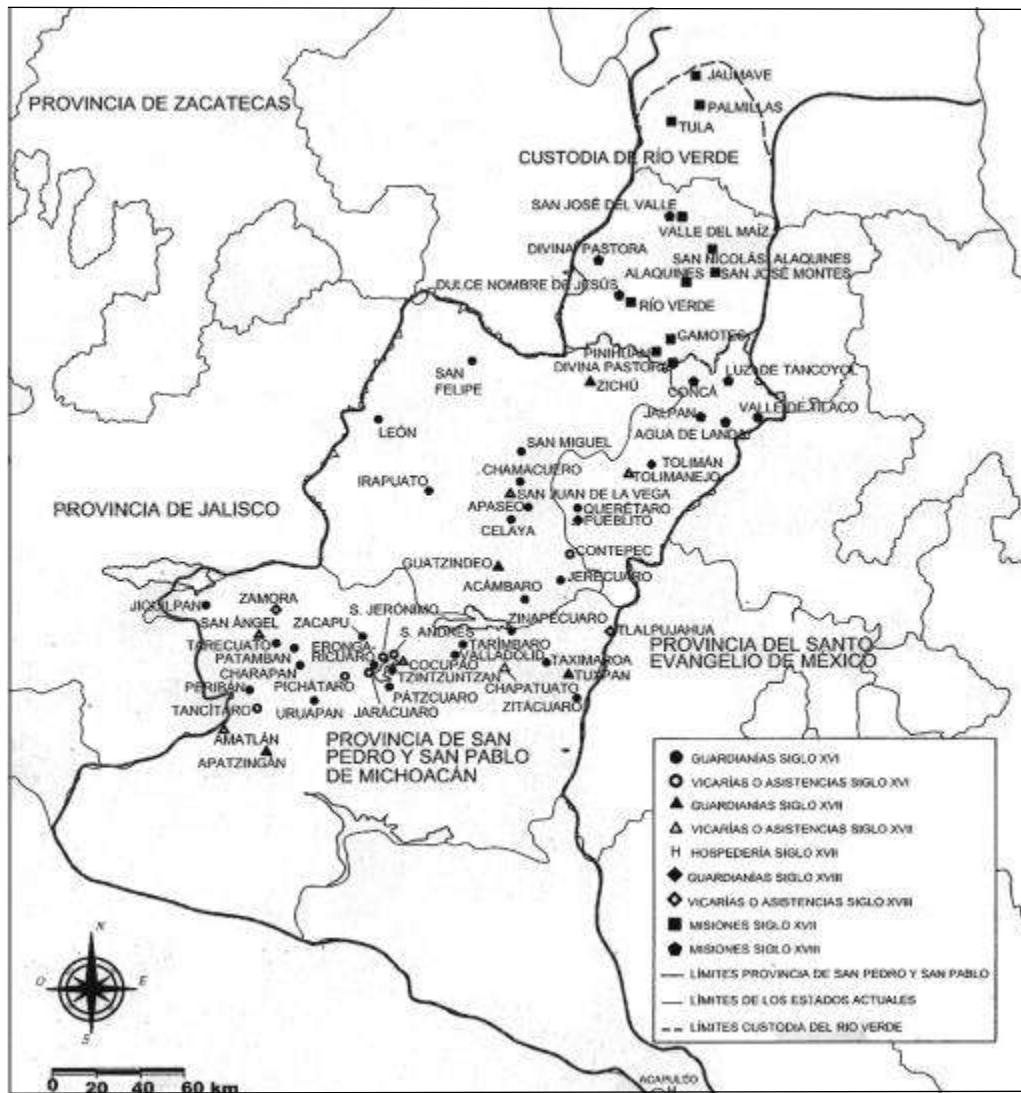 JAUMAVE
PALMILLAS
TULA
PROVINCIA DE ZACATECAS
CUSTODIA DE RÍO VERDE
SAN JOSÉ DEL VALLE
VALLE DEL MAÍZ
DIVINA PASTORA
SAN NICOLÁS ALAQUINES
ALAQUINES
SAN JOSÉ MONTES
DULCE NOMBRE DE JESÚS
RÍO VERDE
GAMOTES
PINIHUAN
DIVINA PASTORA
SAN
FELIPE
ZICHÚ
CONCÁ
LUZ DE TANCOYOL
JALPAN
VALLE DE TILACO
AGUA DE LANDA
LEÓN
SAN MIGUEL
CHAMACUERO
TOLIMÁN
TOLIMANEJO
IRAPUATO
SAN JUAN DE LA VEGA
APASEO
QUERÉTARO
PUEBLITO
CELAYA
PROVINCIA DE JALISCO
CONTEPEC
GUATZINDEO
JERECUARO
ACÁMBARO
JIQUILPAN
ZAMORA
S. JERÓNIMO
ZINAPECUARO
SAN ÁNGEL
ZACAPU
S. ANDRÉS
TLALPUJAHUA
TARECUATO
ERONGA-
RICUARO
TARÍMBARO
PROVINCIA DEL SANTO
EVANGELIO DE MÉXICO
PATAMBAN
VALLADOLID
COCUPAO
TAXIMAROA
CHARAPAN
TZINTZUNTZAN
TUXPAN
PERIBÁN
PICHÁTARO
PÁTZCUARO
CHAPATUATO
ZITÁCUARO
TANCÍTARO
URUAPAN
JARÁCUARO
AMATLÁN
APATZINGÁN
PROVINCIA DE SAN
PEDRO Y SAN PABLO
DE MICHOACÁN
GUARDIANÍAS SIGLO XVI
VICARÍAS O ASISTENCIAS SIGLO XVI
GUARDIANÍAS SIGLO XVII
VICARÍAS O ASISTENCIAS SIGLO XVII
H HOSPEDERÍA SIGLO XVII
GUARDIANÍAS SIGLO XVIII
VICARÍAS O ASISTENCIAS SIGLO XVIII
MISIONES SIGLO XVII
MISIONES SIGLO XVIII
LÍMITES PROVINCIA DE SAN PEDRO Y SAN PABLO
LÍMITES DE LOS ESTADOS ACTUALES
LÍMITES CUSTODIA DEL RIO VERDE
N
O E
S
0 20 40 60 km
ACAPULCO
H